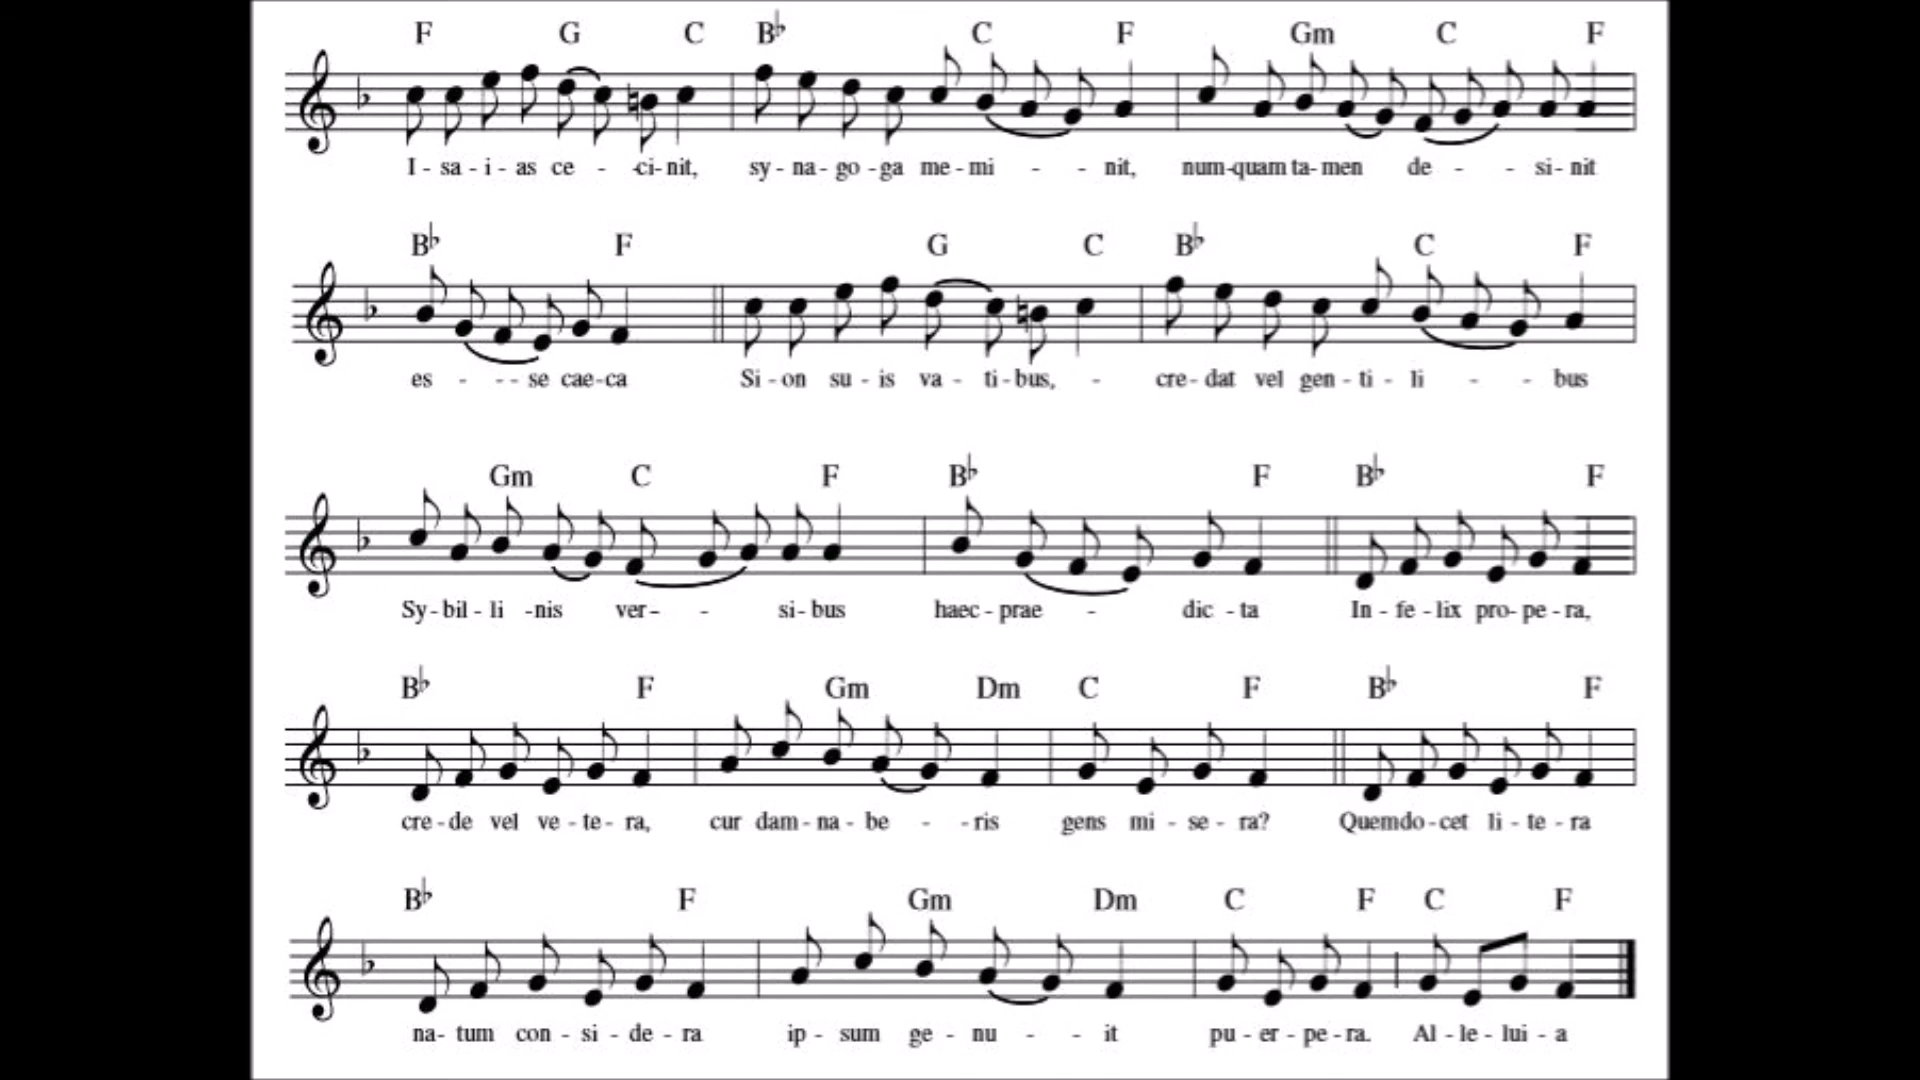 F G C B♭ C F Gm C F
I - sa - i - as ce - -ci- nit, sy - na - go - ga me - mi - - nit, num-quam ta- men de - - si - nit
B♭ F G C B♭ C F
es - - - se cae - ca Si - on su - is va - ti - bus, - cre - dat vel gen - ti - li - - bus
Gm C F B♭ F B♭ F
Sy - bil - li -nis ver- - si - bus haec - prae - dic - ta In - fe - lix pro- pe - ra,
B♭ F Gm Dm C F B♭ F
cre - de vel ve - te - ra, cur dam - na - be - - ris gens mi - se - ra? Quemdo - cet li - te - ra
B♭ F Gm Dm C F C F
na- tum con - si - de - ra ip - sum ge - nu - - it pu - er - pe - ra. Al - le - lui - a